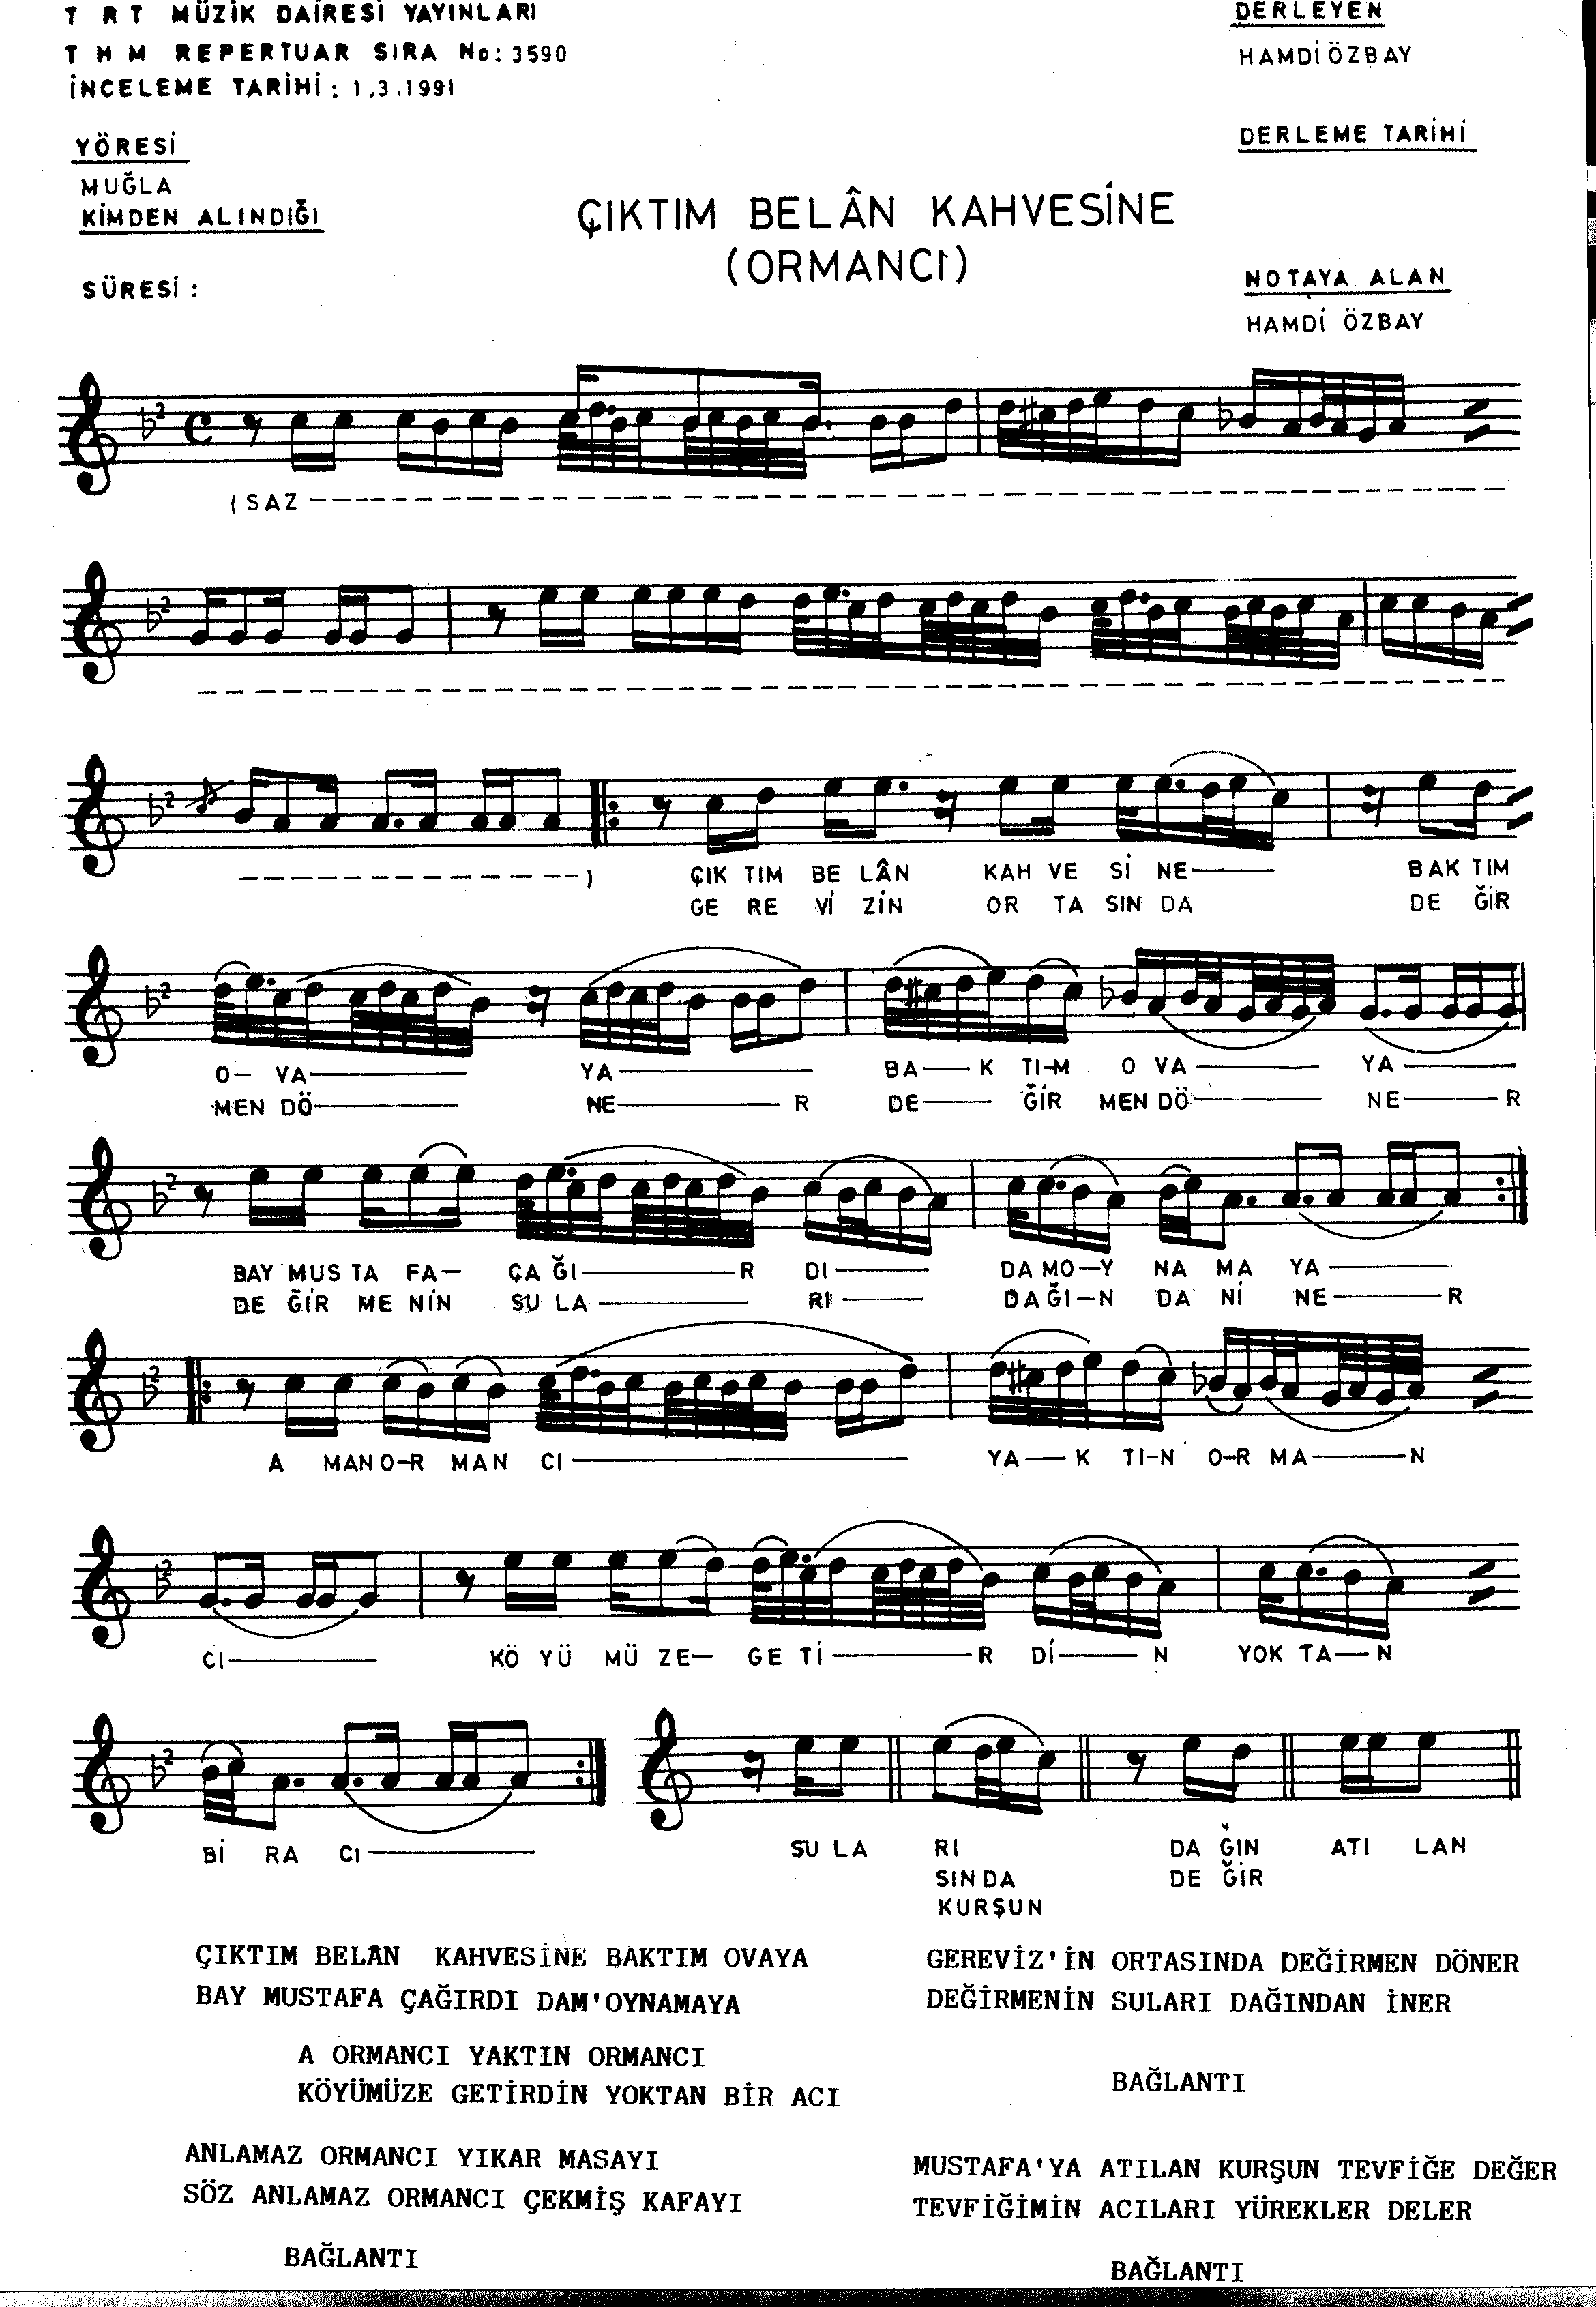 T R T MÜZİK DAİRESİ YAYINLARI
T H M REPERTUAR SIRA No: 3590
İNCELEME TARİHİ : 1.3.1991
DERLEYEN
HAMDİ ÖZBAY
DERLEME TARİHİ
YÖRESİ
MUĞLA
KİMDEN ALINDIĞI
SÜRESİ :
ÇIKTIM BELÂN KAHVESİNE
(ORMANCI)
NOTAYA ALAN
HAMDİ ÖZBAY
(SAZ ---)
ÇIK TIM BE LÂN KAH VE Sİ NE— BAK TIM
GE RE Vİ ZİN OR TA SIN DA DE ĞİR
O— VA— YA— BA—K TI—M O VA— YA—
MEN DÖ— NE—R DE— ĞİR MEN DÖ— NE—R
BAY MUS TA FA— ÇA ĞI—R DI— DA MO—Y NA MA YA—
DE ĞİR ME NİN SU LA— RI— DA ĞI—N DA Nİ NE—R
A MAN O—R MAN CI— YA—K TI—N O—R MA—N
CI— KÖ YÜ MÜ ZE— GE Tİ—R Dİ—N YOK TA—N
Bİ RA CI— SU LA RI DA ĞIN ATI LAN
SIN DA DE ĞİR
KURŞUN
ÇIKTIM BELÂN KAHVESİNE BAKTIM OVAYA
BAY MUSTAFA ÇAĞIRDI DAM'OYNAMAYA
A ORMANCI YAKTIN ORMANCI
KÖYÜMÜZE GETİRDİN YOKTAN BİR ACI
ANLAMAZ ORMANCI YIKAR MASAYI
SÖZ ANLAMAZ ORMANCI ÇEKMİŞ KAFAYI
BAĞLANTI
GEREVİZ'İN ORTASINDA DEĞİRMEN DÖNER
DEĞİRMENİN SULARI DAĞINDAN İNER
BAĞLANTI
MUSTAFA'YA ATILAN KURŞUN TEVFİĞE DEĞER
TEVFİĞİMİN ACILARI YÜREKLER DELER
BAĞLANTI